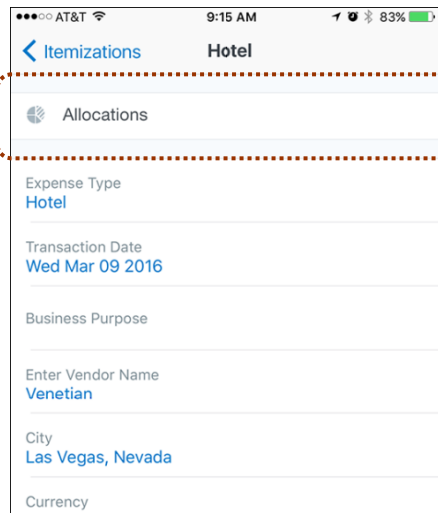 ●●●○○ AT&T 9:15 AM 83%
Itemizations Hotel
Allocations
Expense Type
Hotel
Transaction Date
Wed Mar 09 2016
Business Purpose
Enter Vendor Name
Venetian
City
Las Vegas, Nevada
Currency